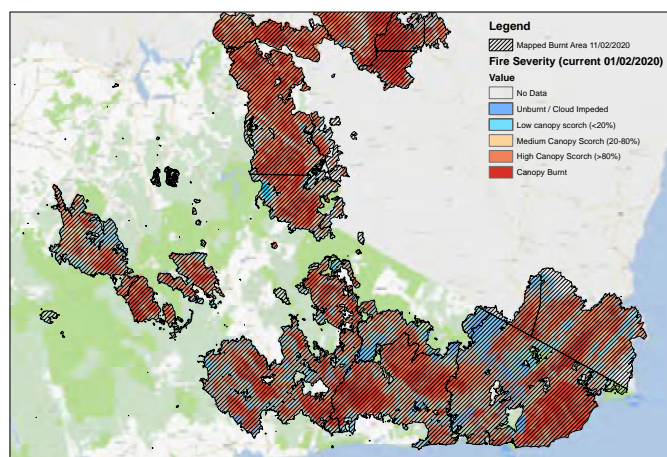 Legend
Mapped Burnt Area 11/02/2020
Fire Severity (current 01/02/2020)
Value
No Data
Unburnt / Cloud Impeded
Low canopy scorch (<20%)
Medium Canopy Scorch (20-80%)
High Canopy Scorch (>80%)
Canopy Burnt